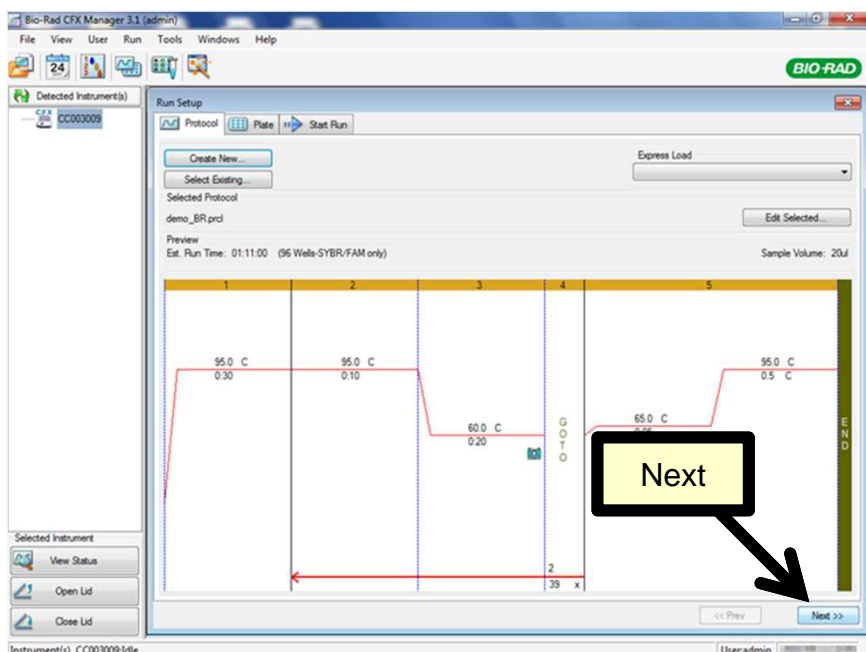 Bio-Rad CFX Manager 3.1 (admin)
File View User Run Tools Windows Help
24
BIO-RAD
Detected Instrument(s)
CFX
CC003009
Run Setup
Protocol Plate Start Run
Create New...
Express Load
Select Existing...
Selected Protocol
demo_BR.prcl
Edit Selected...
Preview
Est. Run Time: 01:11:00 (96 Wells-SYBR/FAM only)
Sample Volume: 20ul
1 2 3 4 5
95.0 C
0:30
95.0 C
0:10
60.0 C
0:20
GOTO
65.0 C
95.0 C
0.5 C
END
Next
2
39 x
Selected Instrument
View Status
Open Lid
Close Lid
<< Prev Next >>
Instrument(s), CC003009:Idle
User:admin